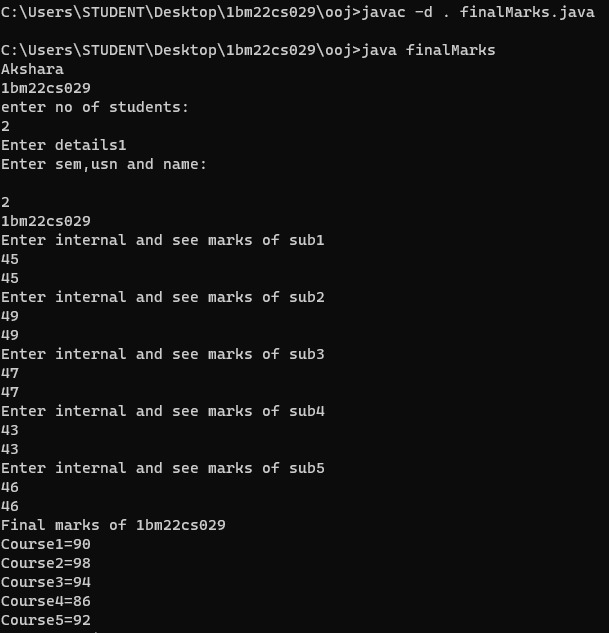 C:\Users\STUDENT\Desktop\1bm22cs029\ooj>javac -d . finalMarks.java
C:\Users\STUDENT\Desktop\1bm22cs029\ooj>java finalMarks
Akshara
1bm22cs029
enter no of students:
2
Enter details1
Enter sem,usn and name:
2
1bm22cs029
Enter internal and see marks of sub1
45
45
Enter internal and see marks of sub2
49
49
Enter internal and see marks of sub3
47
47
Enter internal and see marks of sub4
43
43
Enter internal and see marks of sub5
46
46
Final marks of 1bm22cs029
Course1=90
Course2=98
Course3=94
Course4=86
Course5=92